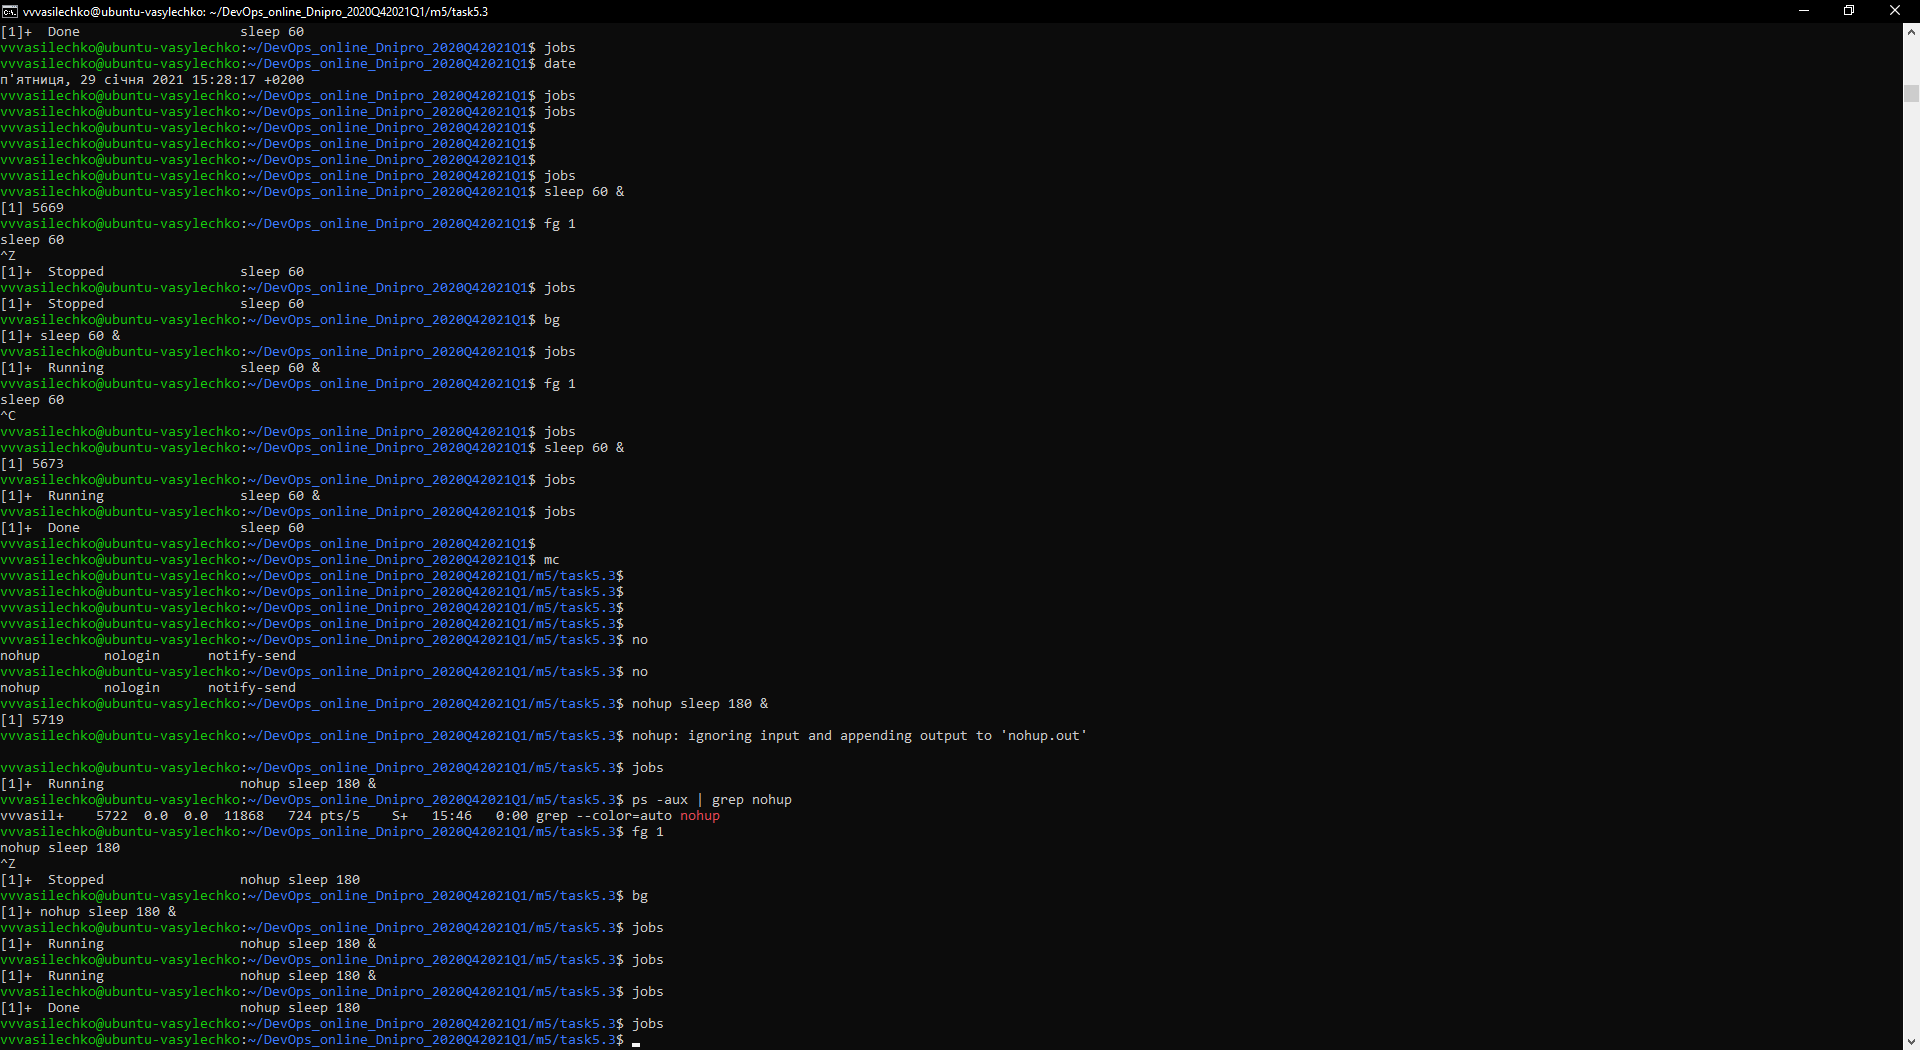 vvvasilechko@ubuntu-vasylechko: ~/DevOps_online_Dnipro_2020Q42021Q1/m5/task5.3
[1]+  Done                    sleep 60
vvvasilechko@ubuntu-vasylechko:~/DevOps_online_Dnipro_2020Q42021Q1$ jobs
vvvasilechko@ubuntu-vasylechko:~/DevOps_online_Dnipro_2020Q42021Q1$ date
п'ятниця, 29 січня 2021 15:28:17 +0200
vvvasilechko@ubuntu-vasylechko:~/DevOps_online_Dnipro_2020Q42021Q1$ jobs
vvvasilechko@ubuntu-vasylechko:~/DevOps_online_Dnipro_2020Q42021Q1$ jobs
vvvasilechko@ubuntu-vasylechko:~/DevOps_online_Dnipro_2020Q42021Q1$
vvvasilechko@ubuntu-vasylechko:~/DevOps_online_Dnipro_2020Q42021Q1$
vvvasilechko@ubuntu-vasylechko:~/DevOps_online_Dnipro_2020Q42021Q1$
vvvasilechko@ubuntu-vasylechko:~/DevOps_online_Dnipro_2020Q42021Q1$ jobs
vvvasilechko@ubuntu-vasylechko:~/DevOps_online_Dnipro_2020Q42021Q1$ sleep 60 &
[1] 5669
vvvasilechko@ubuntu-vasylechko:~/DevOps_online_Dnipro_2020Q42021Q1$ fg 1
sleep 60
^Z
[1]+  Stopped                 sleep 60
vvvasilechko@ubuntu-vasylechko:~/DevOps_online_Dnipro_2020Q42021Q1$ jobs
[1]+  Stopped                 sleep 60
vvvasilechko@ubuntu-vasylechko:~/DevOps_online_Dnipro_2020Q42021Q1$ bg
[1]+ sleep 60 &
vvvasilechko@ubuntu-vasylechko:~/DevOps_online_Dnipro_2020Q42021Q1$ jobs
[1]+  Running                 sleep 60 &
vvvasilechko@ubuntu-vasylechko:~/DevOps_online_Dnipro_2020Q42021Q1$ fg 1
sleep 60
^C
vvvasilechko@ubuntu-vasylechko:~/DevOps_online_Dnipro_2020Q42021Q1$ jobs
vvvasilechko@ubuntu-vasylechko:~/DevOps_online_Dnipro_2020Q42021Q1$ sleep 60 &
[1] 5673
vvvasilechko@ubuntu-vasylechko:~/DevOps_online_Dnipro_2020Q42021Q1$ jobs
[1]+  Running                 sleep 60 &
vvvasilechko@ubuntu-vasylechko:~/DevOps_online_Dnipro_2020Q42021Q1$ jobs
[1]+  Done                    sleep 60
vvvasilechko@ubuntu-vasylechko:~/DevOps_online_Dnipro_2020Q42021Q1$
vvvasilechko@ubuntu-vasylechko:~/DevOps_online_Dnipro_2020Q42021Q1$ mc
vvvasilechko@ubuntu-vasylechko:~/DevOps_online_Dnipro_2020Q42021Q1/m5/task5.3$
vvvasilechko@ubuntu-vasylechko:~/DevOps_online_Dnipro_2020Q42021Q1/m5/task5.3$
vvvasilechko@ubuntu-vasylechko:~/DevOps_online_Dnipro_2020Q42021Q1/m5/task5.3$
vvvasilechko@ubuntu-vasylechko:~/DevOps_online_Dnipro_2020Q42021Q1/m5/task5.3$
vvvasilechko@ubuntu-vasylechko:~/DevOps_online_Dnipro_2020Q42021Q1/m5/task5.3$ no
nohup        nologin      notify-send
vvvasilechko@ubuntu-vasylechko:~/DevOps_online_Dnipro_2020Q42021Q1/m5/task5.3$ no
nohup        nologin      notify-send
vvvasilechko@ubuntu-vasylechko:~/DevOps_online_Dnipro_2020Q42021Q1/m5/task5.3$ nohup sleep 180 &
[1] 5719
vvvasilechko@ubuntu-vasylechko:~/DevOps_online_Dnipro_2020Q42021Q1/m5/task5.3$ nohup: ignoring input and appending output to 'nohup.out'
vvvasilechko@ubuntu-vasylechko:~/DevOps_online_Dnipro_2020Q42021Q1/m5/task5.3$ jobs
[1]+  Running                 nohup sleep 180 &
vvvasilechko@ubuntu-vasylechko:~/DevOps_online_Dnipro_2020Q42021Q1/m5/task5.3$ ps -aux | grep nohup
vvvasil+    5722  0.0  0.0  11868   724 pts/5    S+   15:46   0:00 grep --color=auto nohup
vvvasilechko@ubuntu-vasylechko:~/DevOps_online_Dnipro_2020Q42021Q1/m5/task5.3$ fg 1
nohup sleep 180
^Z
[1]+  Stopped                 nohup sleep 180
vvvasilechko@ubuntu-vasylechko:~/DevOps_online_Dnipro_2020Q42021Q1/m5/task5.3$ bg
[1]+ nohup sleep 180 &
vvvasilechko@ubuntu-vasylechko:~/DevOps_online_Dnipro_2020Q42021Q1/m5/task5.3$ jobs
[1]+  Running                 nohup sleep 180 &
vvvasilechko@ubuntu-vasylechko:~/DevOps_online_Dnipro_2020Q42021Q1/m5/task5.3$ jobs
[1]+  Running                 nohup sleep 180 &
vvvasilechko@ubuntu-vasylechko:~/DevOps_online_Dnipro_2020Q42021Q1/m5/task5.3$ jobs
[1]+  Done                    nohup sleep 180
vvvasilechko@ubuntu-vasylechko:~/DevOps_online_Dnipro_2020Q42021Q1/m5/task5.3$ jobs
vvvasilechko@ubuntu-vasylechko:~/DevOps_online_Dnipro_2020Q42021Q1/m5/task5.3$